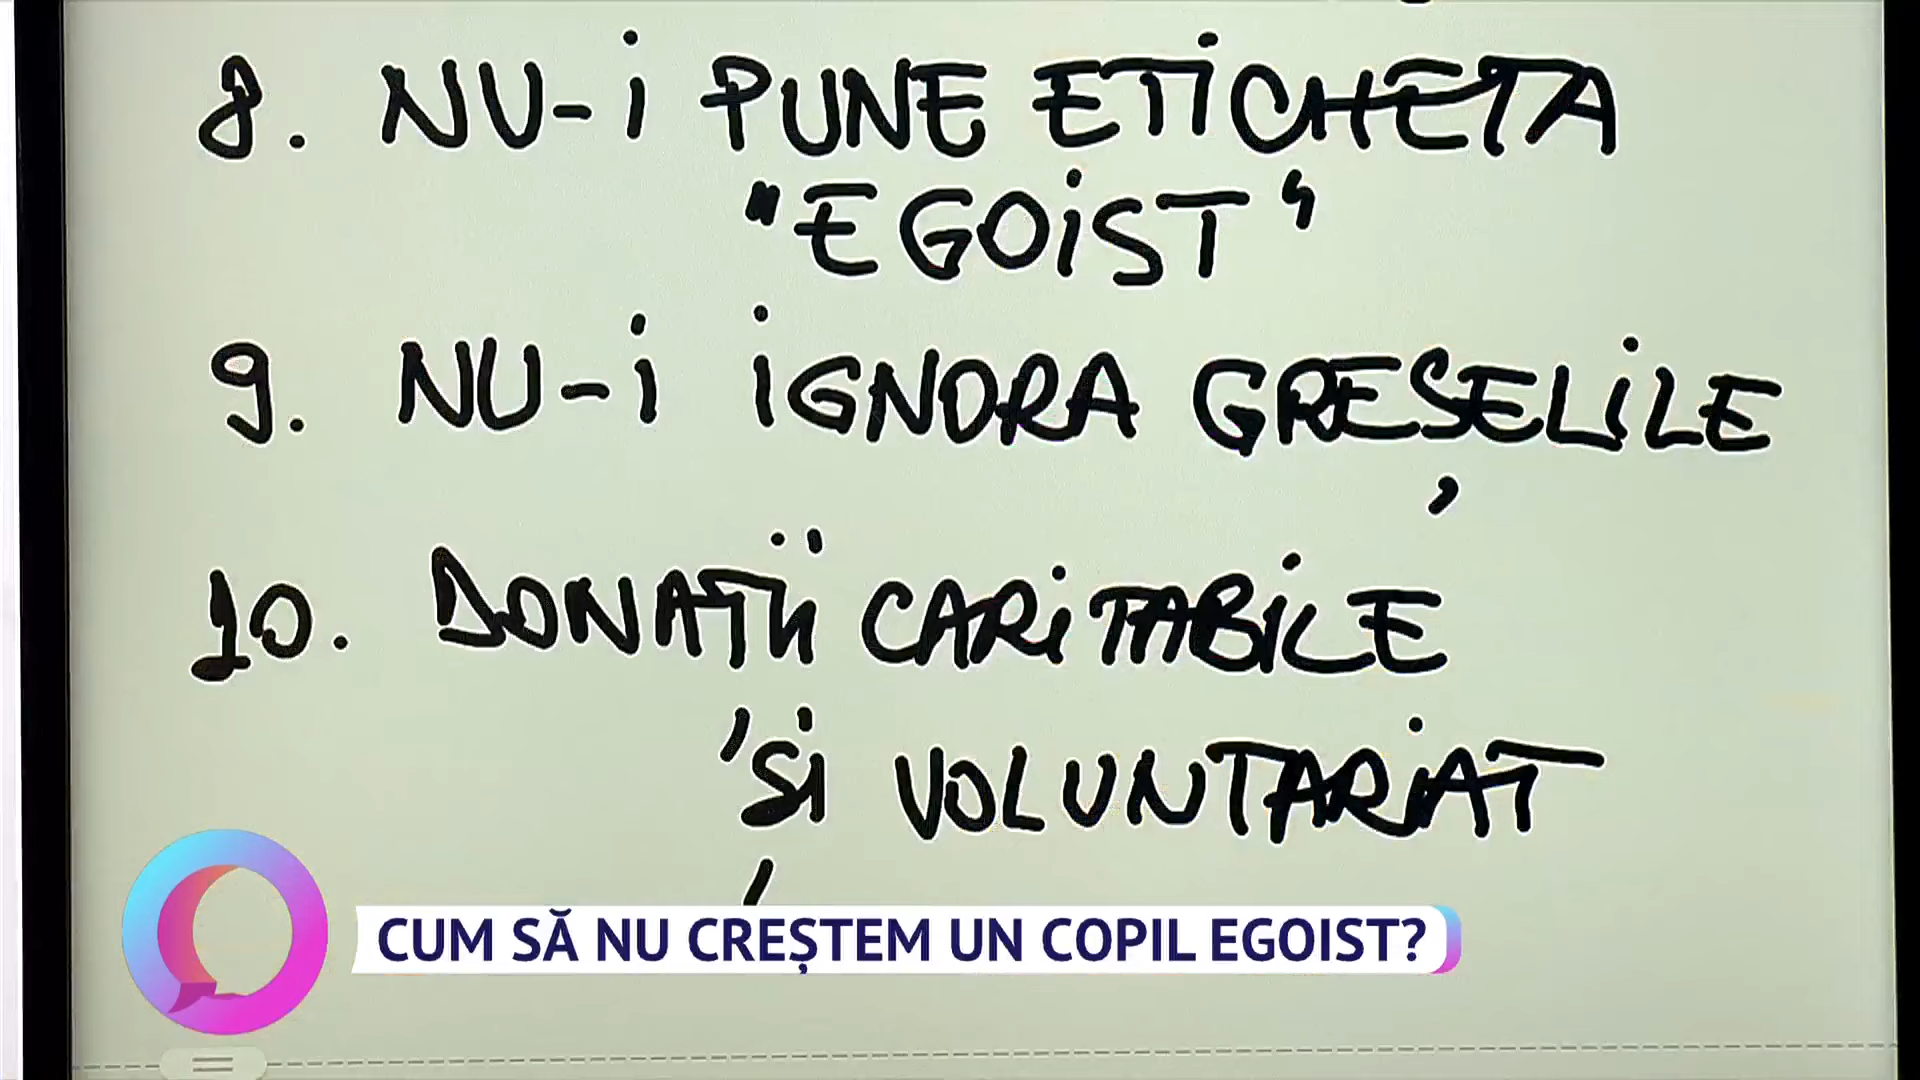 8. NU-i PUNE ETICHETA
"EGOiST"
9. NU-i iGNORA GREȘELiLE
10. DONAȚii CARiTABiLE
Și VOLUNTARiAT
CUM SĂ NU CREȘTEM UN COPIL EGOIST?